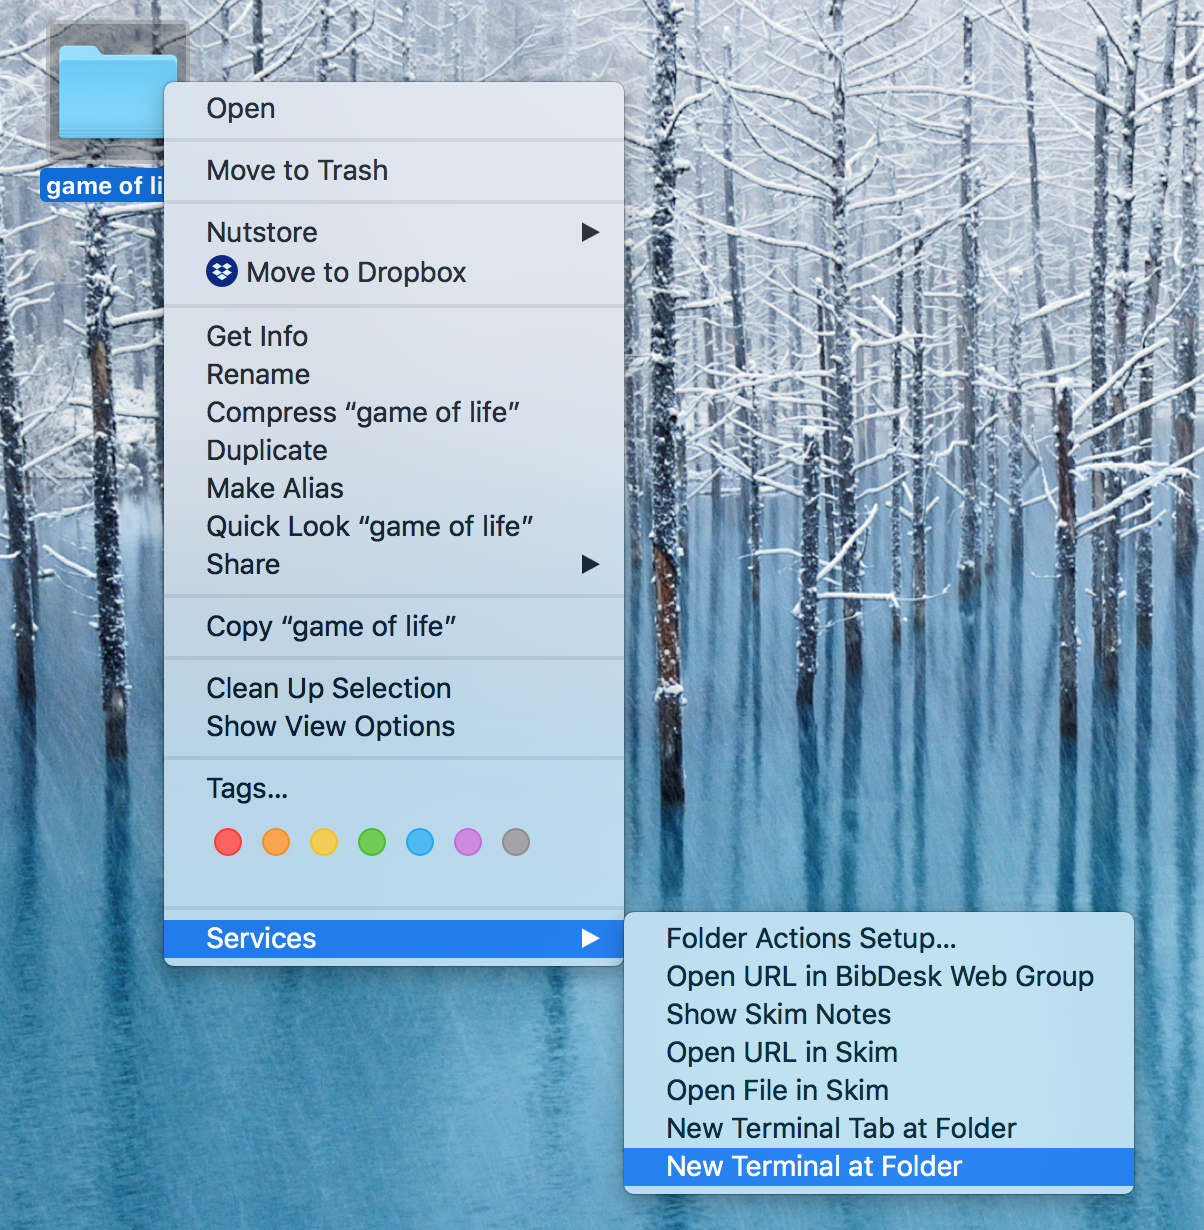 game of li
Open
Move to Trash
Nutstore
Move to Dropbox
Get Info
Rename
Compress “game of life”
Duplicate
Make Alias
Quick Look “game of life”
Share
Copy “game of life”
Clean Up Selection
Show View Options
Tags...
Services
Folder Actions Setup...
Open URL in BibDesk Web Group
Show Skim Notes
Open URL in Skim
Open File in Skim
New Terminal Tab at Folder
New Terminal at Folder